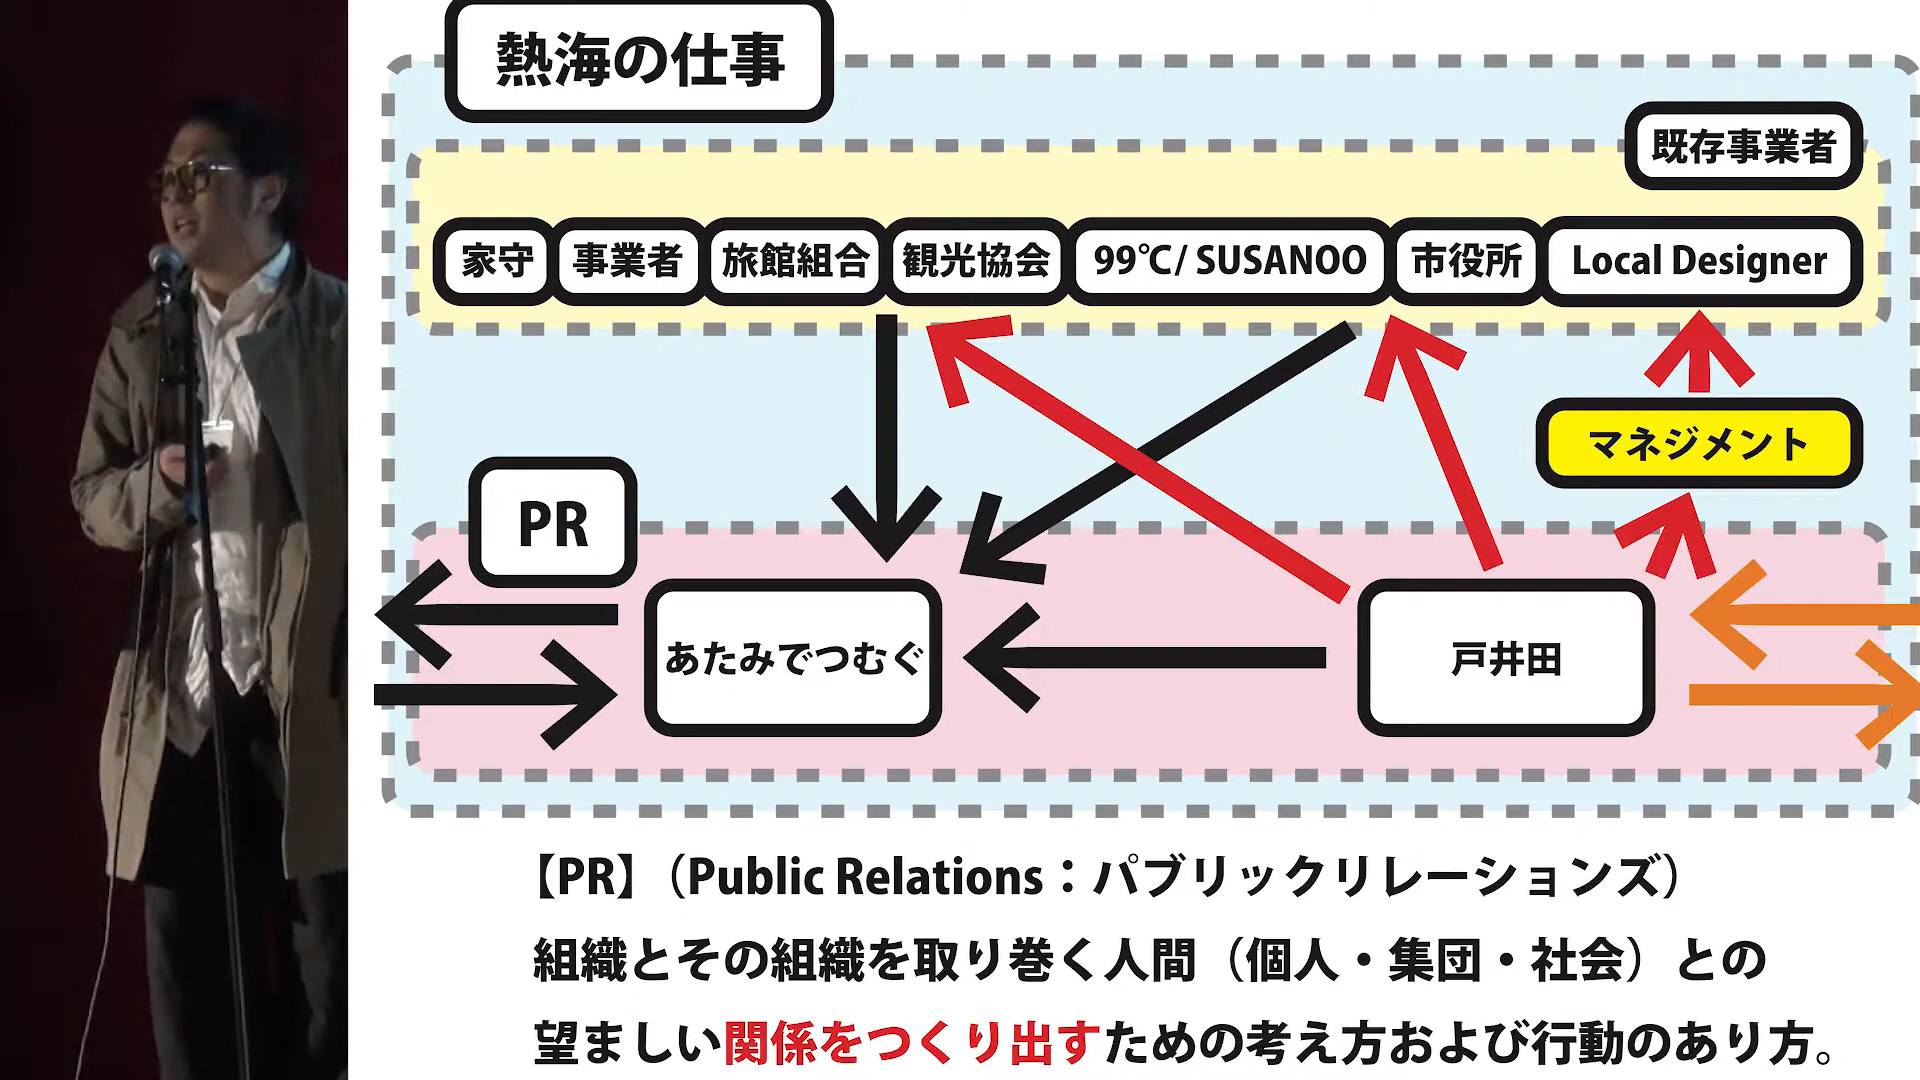 熱海の仕事
既存事業者
家守 事業者 旅館組合 観光協会 99℃/ SUSANOO 市役所 Local Designer
マネジメント
PR
あたみでつむぐ 戸井田
【PR】（Public Relations：パブリックリレーションズ）
組織とその組織を取り巻く人間（個人・集団・社会）との
望ましい関係をつくり出すための考え方および行動のあり方。